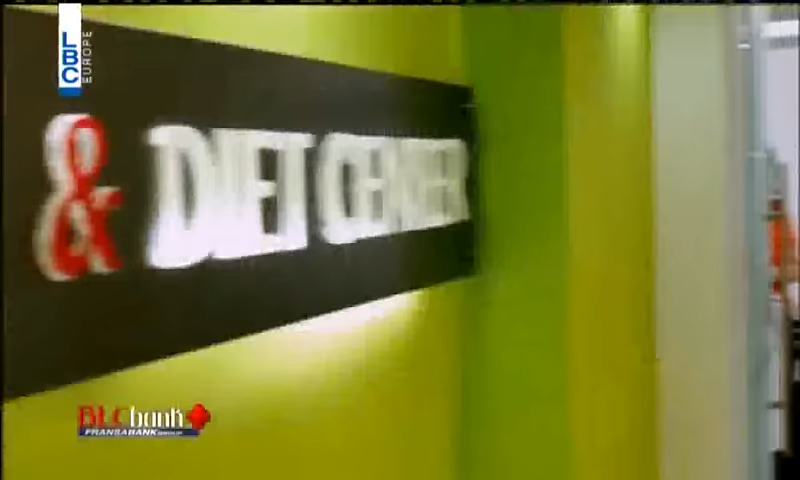 LBC
EUROPE
& DIET CENTER
BLC bank
FRANSABANK GROUP